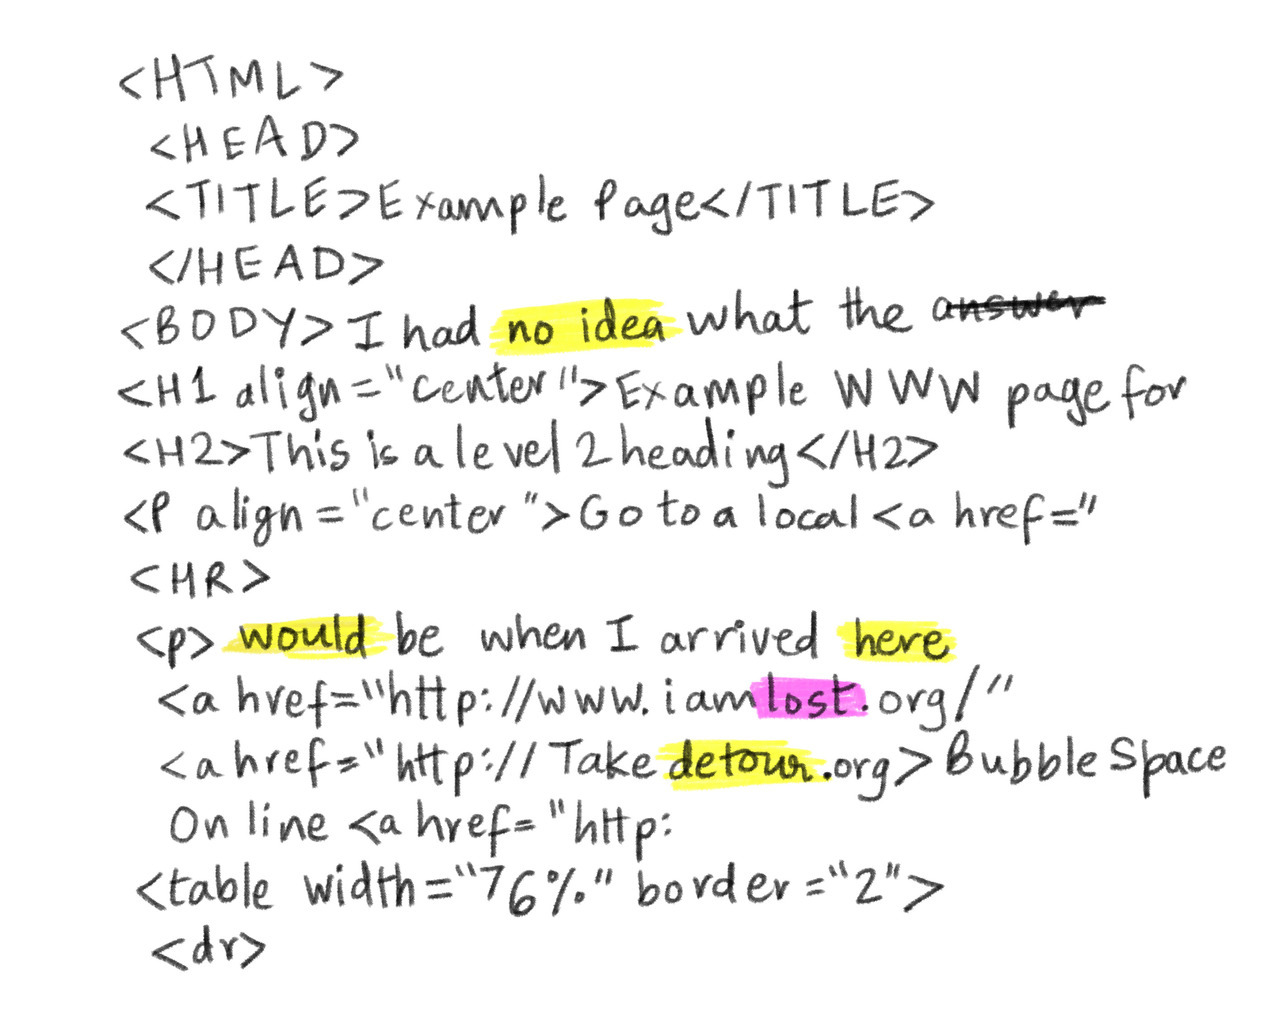 <HTML>
<HEAD>
<TITLE>Example Page</TITLE>
</HEAD>
<BODY> I had no idea what the answer
<H1 align="center">Example WWW page for
<H2>This is a level 2 heading</H2>
<P align="center">Go to a local <a href="
<HR>
<p> would be when I arrived here
<a href="http://www.iamlost.org/"
<a href="http://Takedetour.org>Bubble Space
On line <a href="http:
<table width="76%" border="2">
<dr>